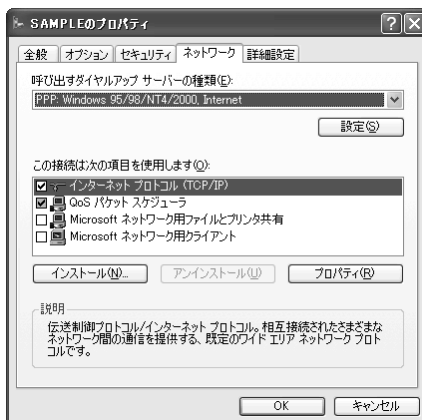 SAMPLEのプロパティ
全般 オプション セキュリティ ネットワーク 詳細設定
呼び出すダイヤルアップ サーバーの種類(E):
PPP: Windows 95/98/NT4/2000, Internet
設定(S)
この接続は次の項目を使用します(O):
インターネット プロトコル (TCP/IP)
QoS パケット スケジューラ
Microsoft ネットワーク用ファイルとプリンタ共有
Microsoft ネットワーク用クライアント
インストール(N)... アンインストール(U) プロパティ(R)
説明
伝送制御プロトコル/インターネット プロトコル。相互接続されたさまざまな
ネットワーク間の通信を提供する、既定のワイド エリア ネットワーク プロト
コルです。
OK キャンセル